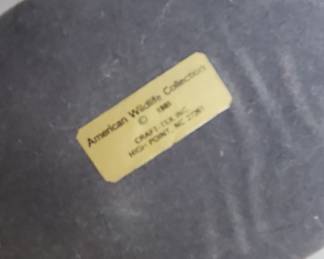 American Wildlife Collection
©
CRAFT-TEX, INC.
HIGH POINT, NC 27261